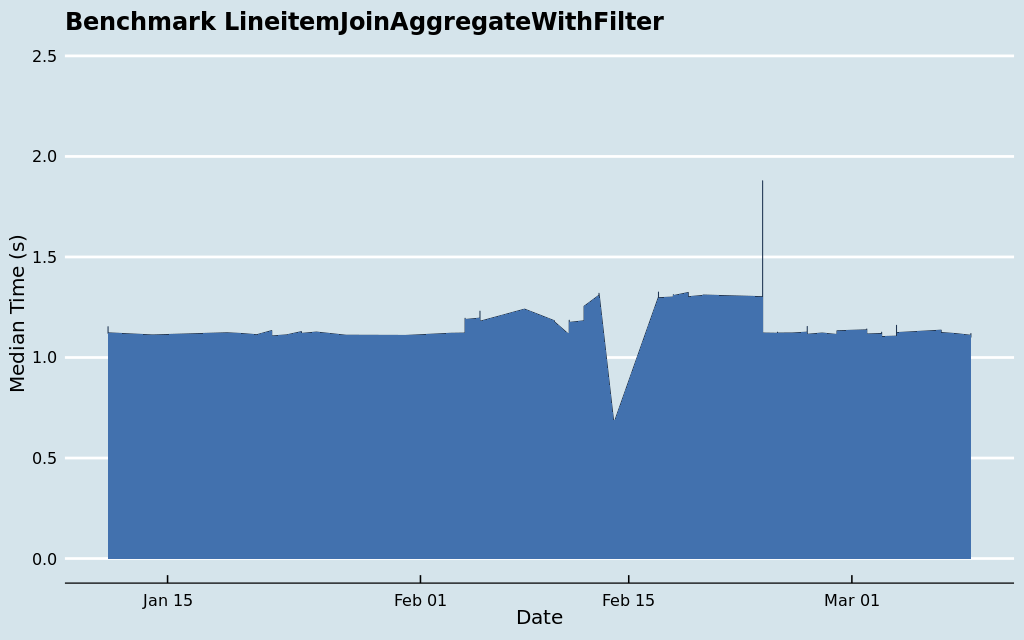 Benchmark LineitemJoinAggregateWithFilter
2.5
2.0
1.5
1.0
0.5
0.0
Median Time (s)
Jan 15
Feb 01
Feb 15
Mar 01
Date